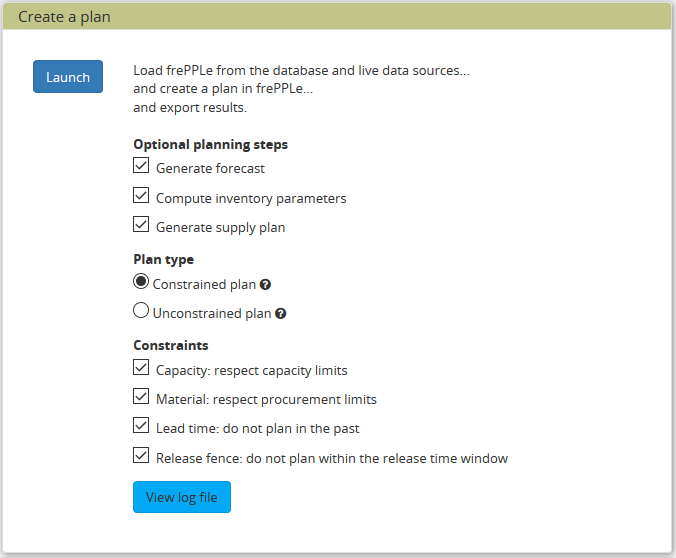 Create a plan
Launch
Load frePPLe from the database and live data sources...
and create a plan in frePPLe...
and export results.
Optional planning steps
Generate forecast
Compute inventory parameters
Generate supply plan
Plan type
Constrained plan ?
Unconstrained plan ?
Constraints
Capacity: respect capacity limits
Material: respect procurement limits
Lead time: do not plan in the past
Release fence: do not plan within the release time window
View log file